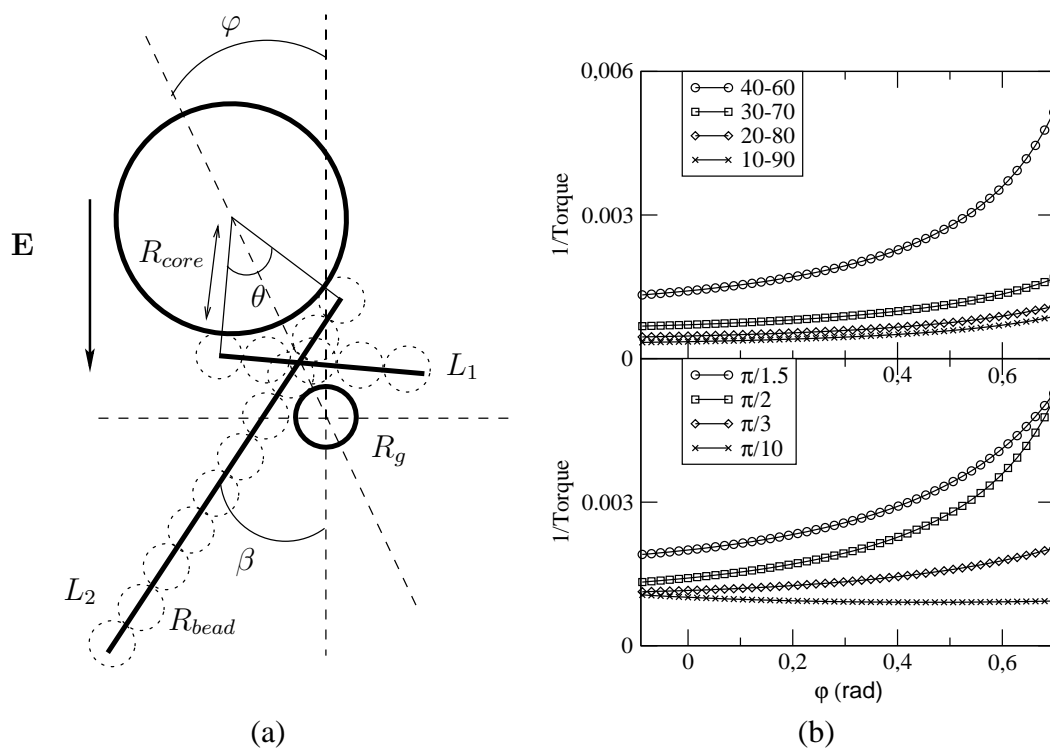 φ
E
R_core
θ
L_1
R_g
β
L_2
R_bead
(a)
0,006
40-60
30-70
20-80
10-90
1/Torque
0.003
0
0,4
0,6
π/1.5
π/2
π/3
π/10
1/Torque
0.003
0
0
0,2
0,4
0,6
φ (rad)
(b)